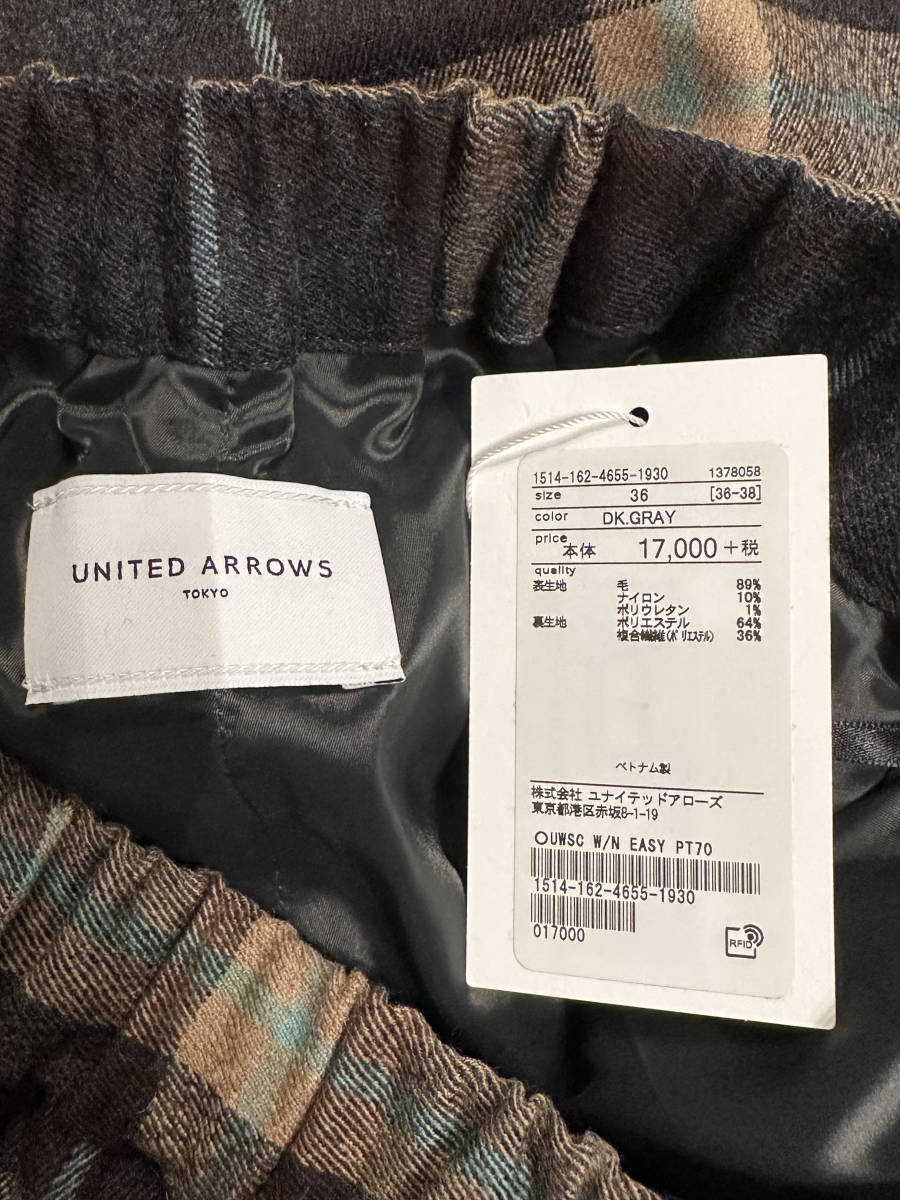 UNITED ARROWS
TOKYO
1514-162-4655-1930 1378058
size 36 [36-38]
color DK.GRAY
price 本体 17,000 +税
quality
表生地 毛 89%
ナイロン 10%
ポリウレタン 1%
裏生地 ポリエステル 64%
複合繊維(ポリエステル) 36%
ベトナム製
株式会社 ユナイテッドアローズ
東京都港区赤坂8-1-19
○UWSC W/N EASY PT70
1514-162-4655-1930
017000
RFID